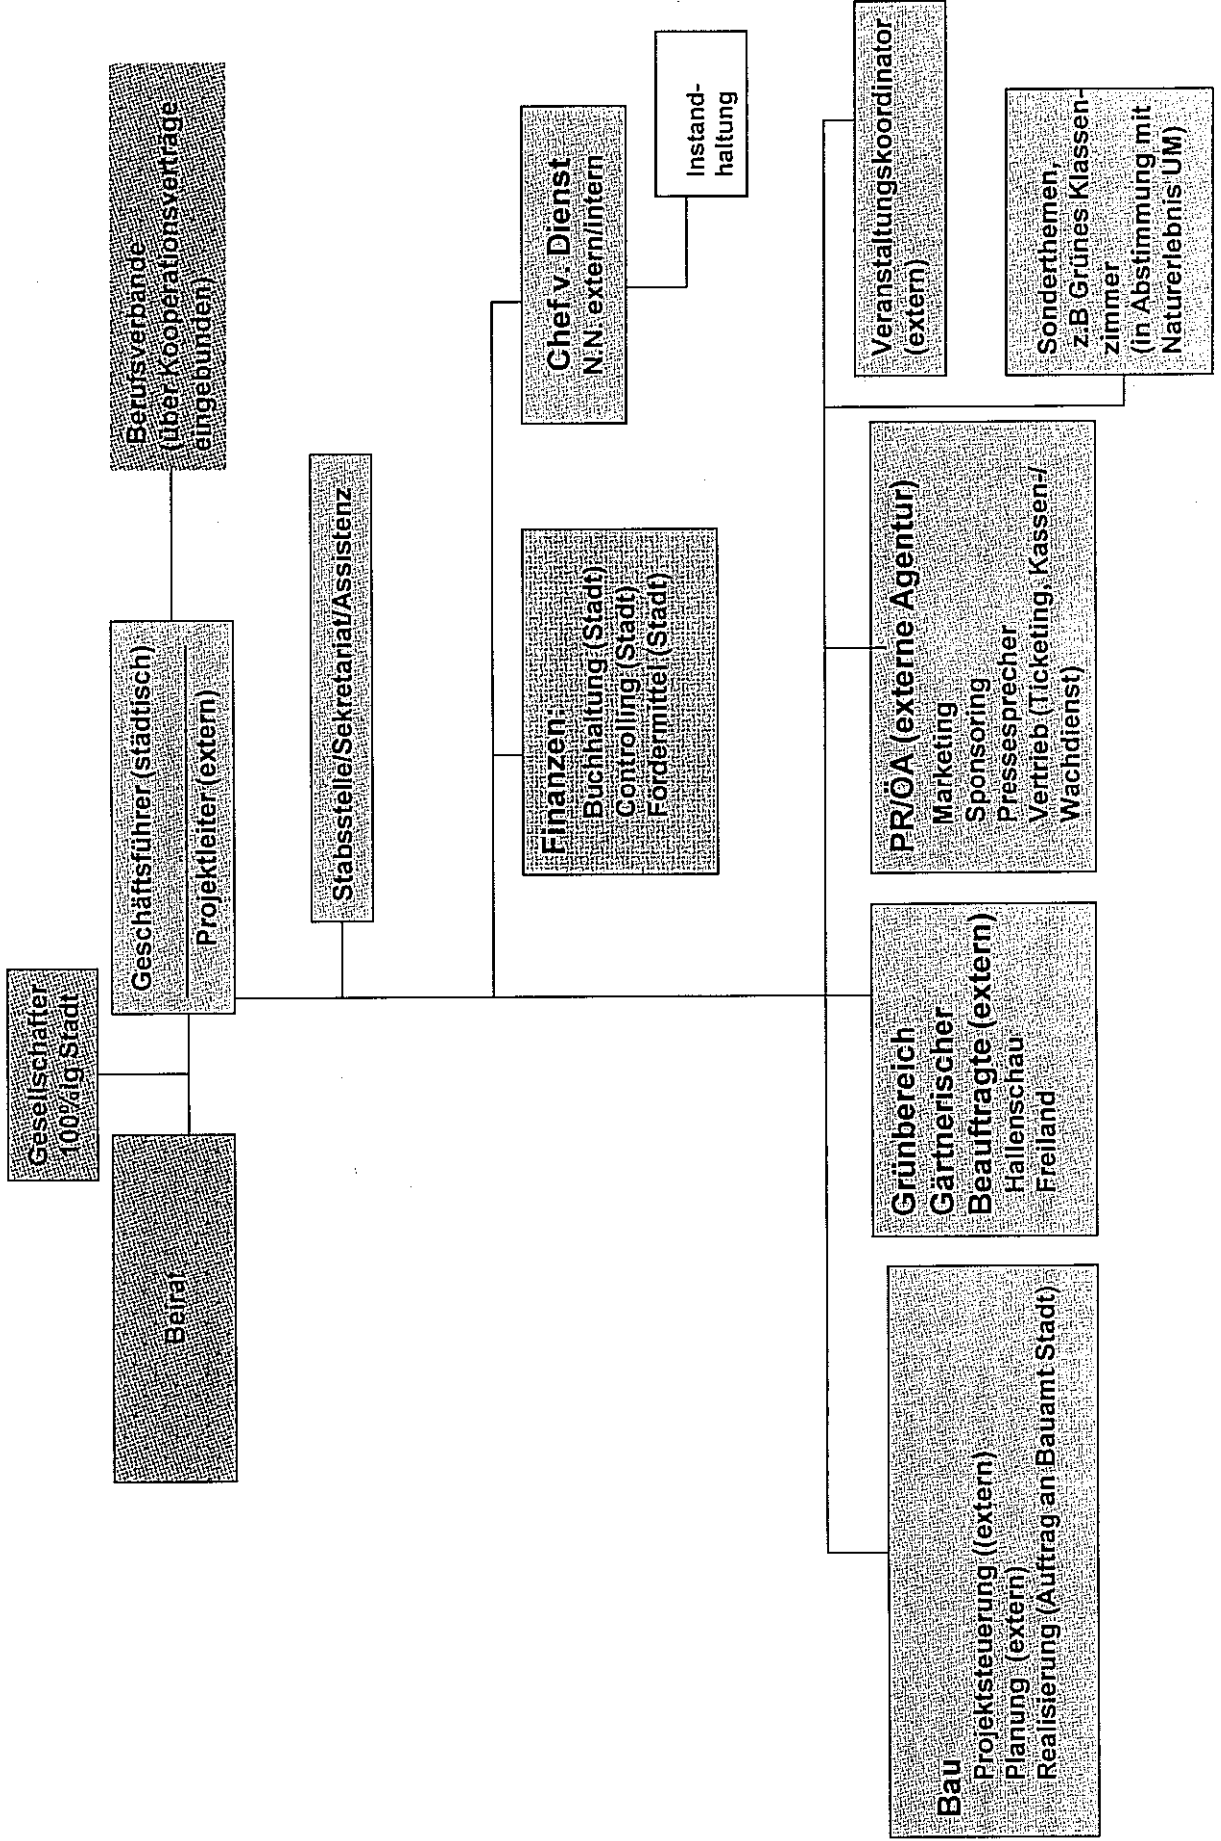 Gesellschafter
100%ig Stadt
Beirat
Geschäftsführer (städtisch)
Projektleiter (extern)
Berufsverbände
(über Kooperationsverträge
eingebunden)
Stabsstelle/Sekretariat/Assistenz
Finanzen:
Buchhaltung (Stadt)
Controlling (Stadt)
Fördermittel (Stadt)
Chef v. Dienst
N.N. extern/intern
Instand-
haltung
Bau
Projektsteuerung ((extern)
Planung (extern)
Realisierung (Auftrag an Bauamt Stadt)
Grünbereich
Gärtnerischer
Beauftragte (extern)
Hallenschau
Freiland
PR/ÖA (externe Agentur)
Marketing
Sponsoring
Pressesprecher
Vertrieb (Ticketing, Kassen-/
Wachdienst)
Veranstaltungskoordinator
(extern)
Sonderthemen,
z.B Grünes Klassen-
zimmer
(in Abstimmung mit
Naturerlebnis UM)